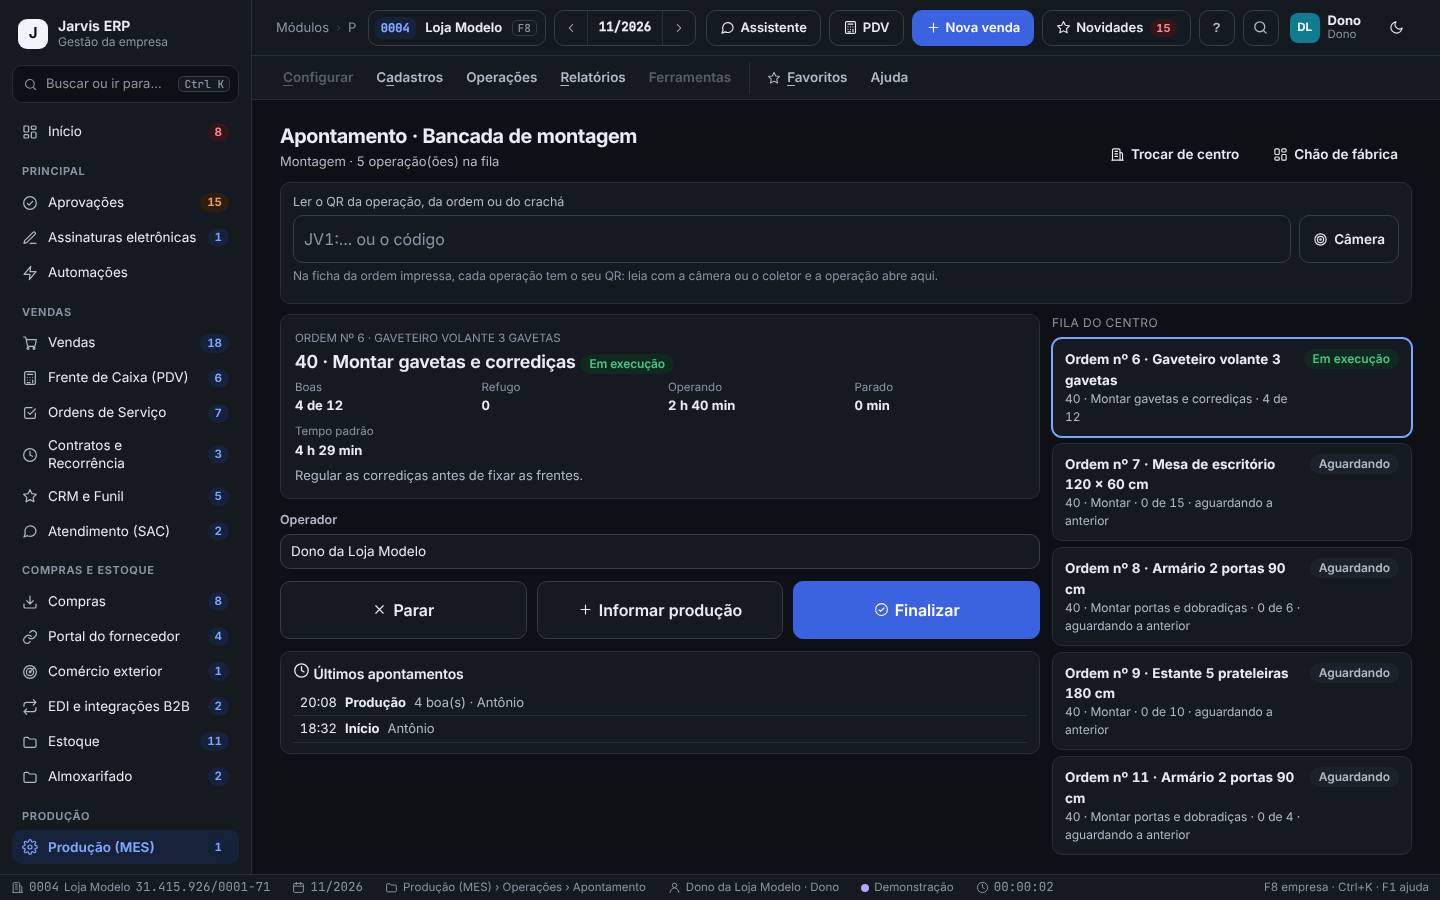 J
Jarvis ERP
Gestão da empresa
Buscar ou ir para...
Ctrl K
Início
8
PRINCIPAL
Aprovações
15
Assinaturas eletrônicas
1
Automações
VENDAS
Vendas
18
Frente de Caixa (PDV)
6
Ordens de Serviço
7
Contratos e
Recorrência
3
CRM e Funil
5
Atendimento (SAC)
2
COMPRAS E ESTOQUE
Compras
8
Portal do fornecedor
4
Comércio exterior
1
EDI e integrações B2B
2
Estoque
11
Almoxarifado
2
PRODUÇÃO
Produção (MES)
1
Módulos › P
0004 Loja Modelo F8
‹ 11/2026 ›
Assistente
PDV
+ Nova venda
Novidades 15
?
DL
Dono
Dono
Configurar
Cadastros
Operações
Relatórios
Ferramentas
Favoritos
Ajuda
Apontamento · Bancada de montagem
Montagem · 5 operação(ões) na fila
Trocar de centro
Chão de fábrica
Ler o QR da operação, da ordem ou do crachá
JV1:... ou o código
Câmera
Na ficha da ordem impressa, cada operação tem o seu QR: leia com a câmera ou o coletor e a operação abre aqui.
ORDEM Nº 6 · GAVETEIRO VOLANTE 3 GAVETAS
40 · Montar gavetas e corrediças Em execução
Boas
4 de 12
Refugo
0
Operando
2 h 40 min
Parado
0 min
Tempo padrão
4 h 29 min
Regular as corrediças antes de fixar as frentes.
Operador
Dono da Loja Modelo
× Parar
+ Informar produção
Finalizar
Últimos apontamentos
20:08 Produção 4 boa(s) · Antônio
18:32 Início Antônio
FILA DO CENTRO
Ordem nº 6 · Gaveteiro volante 3
gavetas
Em execução
40 · Montar gavetas e corrediças · 4 de
12
Ordem nº 7 · Mesa de escritório
120 × 60 cm
Aguardando
40 · Montar · 0 de 15 · aguardando a
anterior
Ordem nº 8 · Armário 2 portas 90
cm
Aguardando
40 · Montar portas e dobradiças · 0 de 6 ·
aguardando a anterior
Ordem nº 9 · Estante 5 prateleiras
180 cm
Aguardando
40 · Montar · 0 de 10 · aguardando a
anterior
Ordem nº 11 · Armário 2 portas 90
cm
Aguardando
40 · Montar portas e dobradiças · 0 de 4 ·
aguardando a anterior
0004 Loja Modelo 31.415.926/0001-71
11/2026
Produção (MES) › Operações › Apontamento
Dono da Loja Modelo · Dono
Demonstração
00:00:02
F8 empresa · Ctrl+K · F1 ajuda